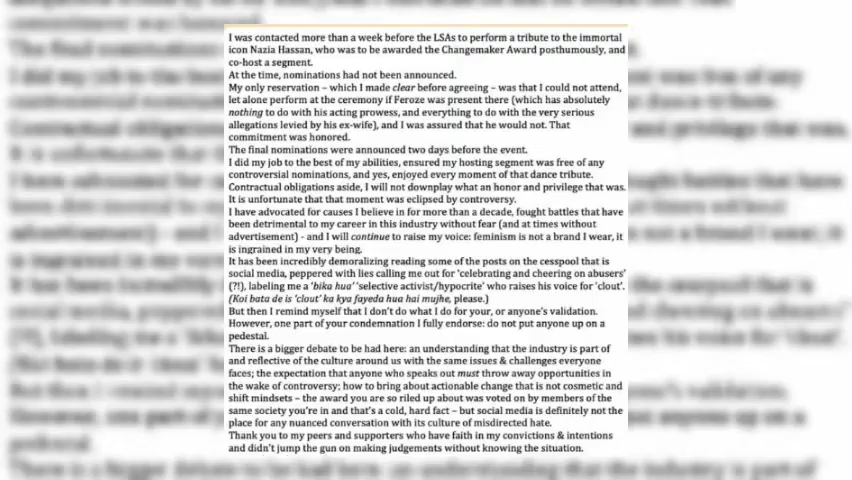 I was contacted more than a week before the LSAs to perform a tribute to the immortal
icon Nazia Hassan, who was to be awarded the Changemaker Award posthumously, and
co-host a segment.
At the time, nominations had not been announced.
My only reservation – which I made clear before agreeing – was that I could not attend,
let alone perform at the ceremony if Feroze was present there (which has absolutely
nothing to do with his acting prowess, and everything to do with the very serious
allegations levied by his ex-wife), and I was assured that he would not. That
commitment was honored.
The final nominations were announced two days before the event.
I did my job to the best of my abilities, ensured my hosting segment was free of any
controversial nominations, and yes, enjoyed every moment of that dance tribute.
Contractual obligations aside, I will not downplay what an honor and privilege that was.
It is unfortunate that that moment was eclipsed by controversy.
I have advocated for causes I believe in for more than a decade, fought battles that have
been detrimental to my career in this industry without fear (and at times without
advertisement) - and I will continue to raise my voice: feminism is not a brand I wear, it
is ingrained in my very being.
It has been incredibly demoralizing reading some of the posts on the cesspool that is
social media, peppered with lies calling me out for 'celebrating and cheering on abusers'
(?!), labeling me a 'bika hua' 'selective activist/hypocrite' who raises his voice for 'clout'.
(Koi bata de is 'clout' ka kya fayeda hua hai mujhe, please.)
But then I remind myself that I don't do what I do for your, or anyone's validation.
However, one part of your condemnation I fully endorse: do not put anyone up on a
pedestal.
There is a bigger debate to be had here: an understanding that the industry is part of
and reflective of the culture around us with the same issues & challenges everyone
faces; the expectation that anyone who speaks out must throw away opportunities in
the wake of controversy; how to bring about actionable change that is not cosmetic and
shift mindsets – the award you are so riled up about was voted on by members of the
same society you're in and that's a cold, hard fact – but social media is definitely not the
place for any nuanced conversation with its culture of misdirected hate.
Thank you to my peers and supporters who have faith in my convictions & intentions
and didn't jump the gun on making judgements without knowing the situation.